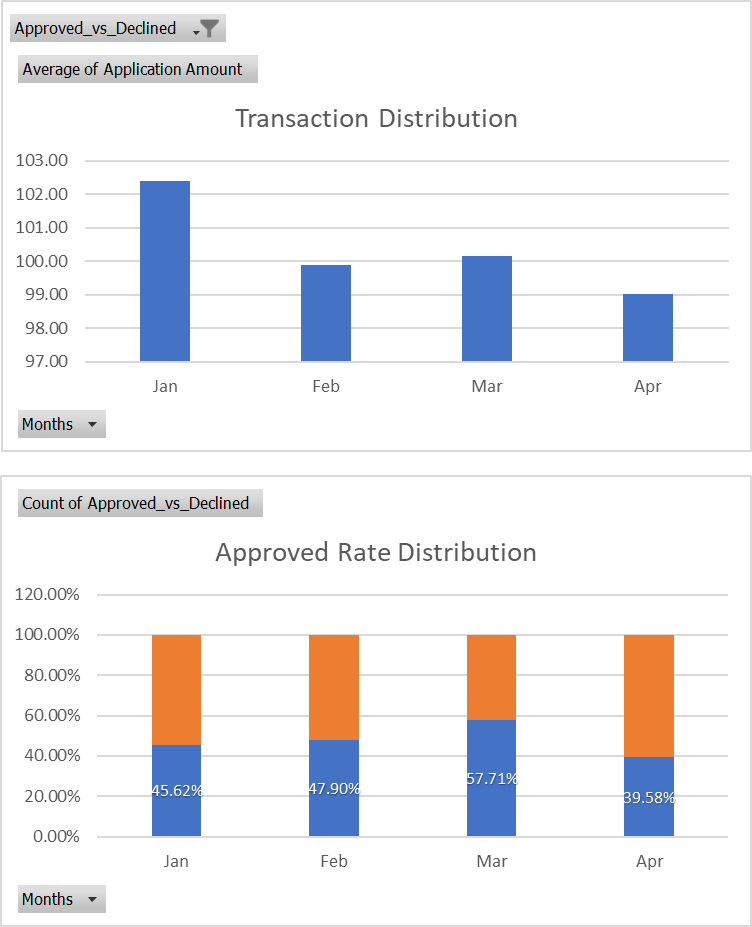 Approved_vs_Declined
Average of Application Amount
Transaction Distribution
103.00
102.00
101.00
100.00
99.00
98.00
97.00
Jan Feb Mar Apr
Months
Count of Approved_vs_Declined
Approved Rate Distribution
120.00%
100.00%
80.00%
60.00%
40.00%
20.00%
0.00%
45.62% 47.90% 57.71% 39.58%
Jan Feb Mar Apr
Months